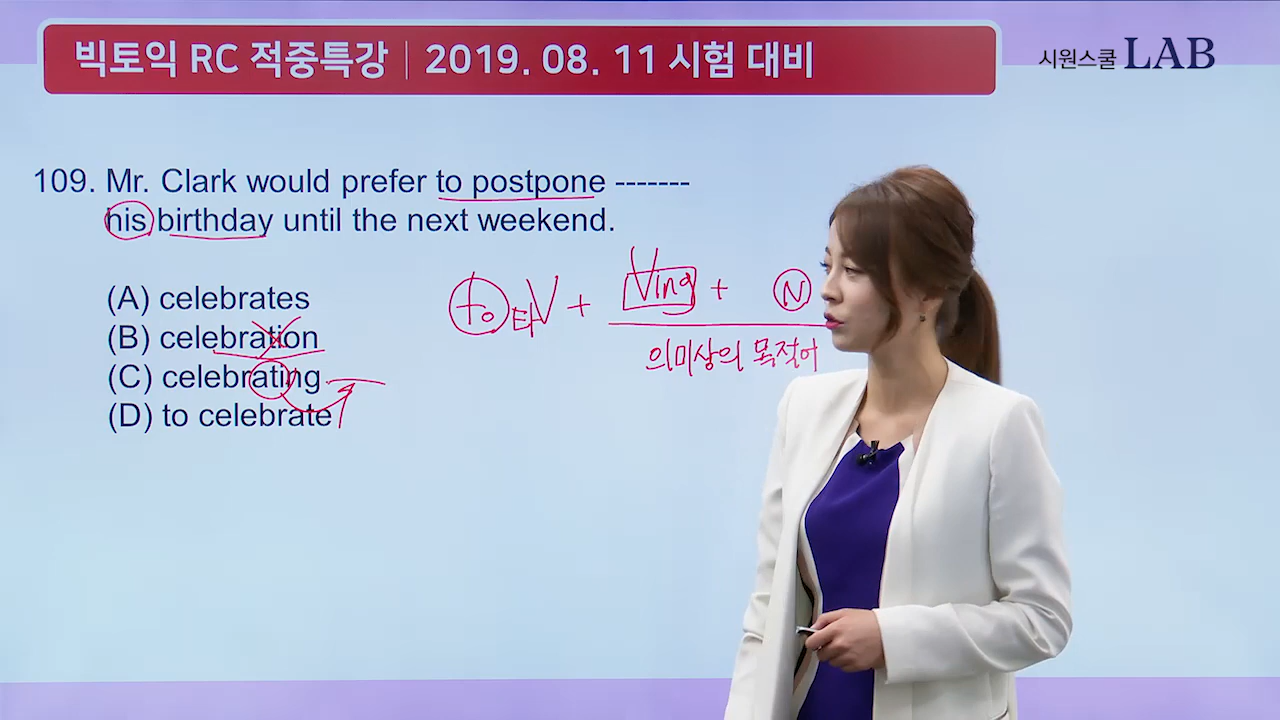 빅토익 RC 적중특강 | 2019. 08. 11 시험 대비
시원스쿨 LAB
109. Mr. Clark would prefer to postpone -------
his birthday until the next weekend.
(A) celebrates
(B) celebration
(C) celebrating
(D) to celebrate
to 타V + Ving + N
V
의미상의 목적어